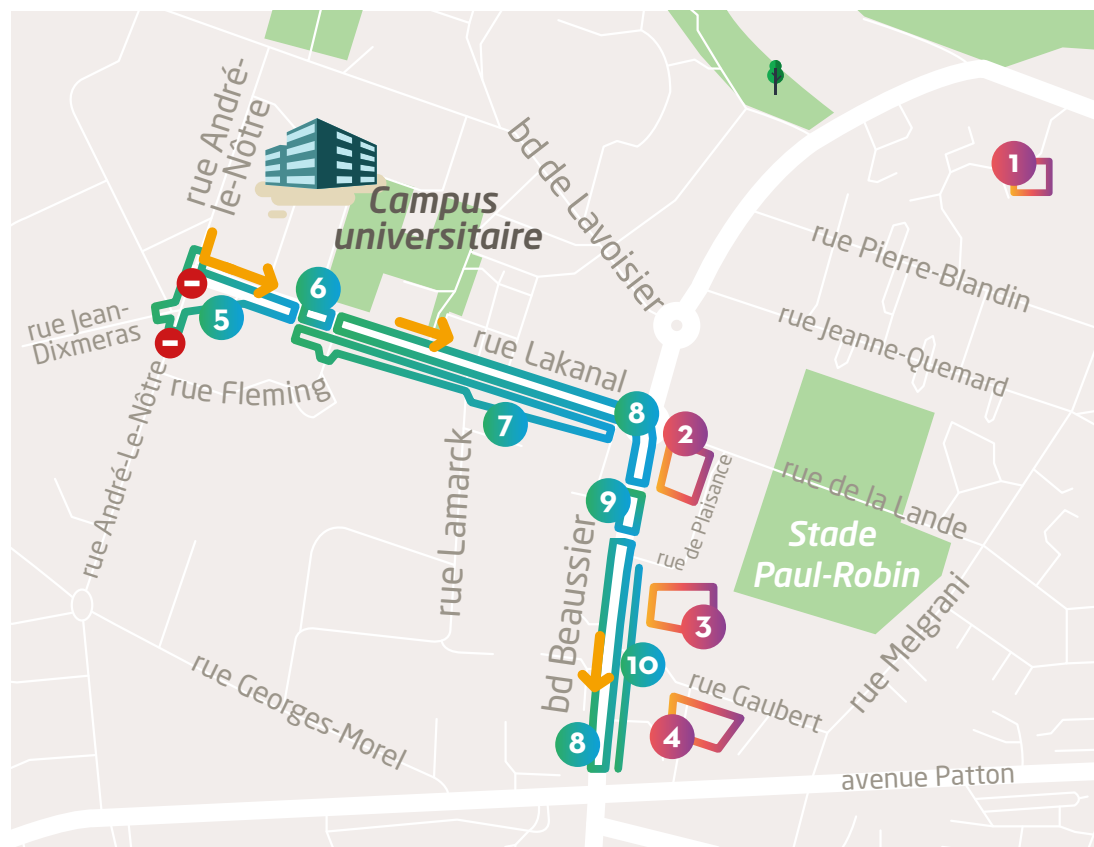 rue André-
le-Nôtre
bd de Lavoisier
1
Campus
universitaire
rue Pierre-Blandin
6
5
rue Jean-
Dixmeras
rue Jeanne-Quemard
rue Lakanal
rue Fleming
8
7
2
rue André-Le-Nôtre
rue Lamarck
rue de Plaisance
rue de la Lande
9
Stade
Paul-Robin
bd Beaussier
3
10
rue Melgrani
rue Gaubert
rue Georges-Morel
4
8
avenue Patton